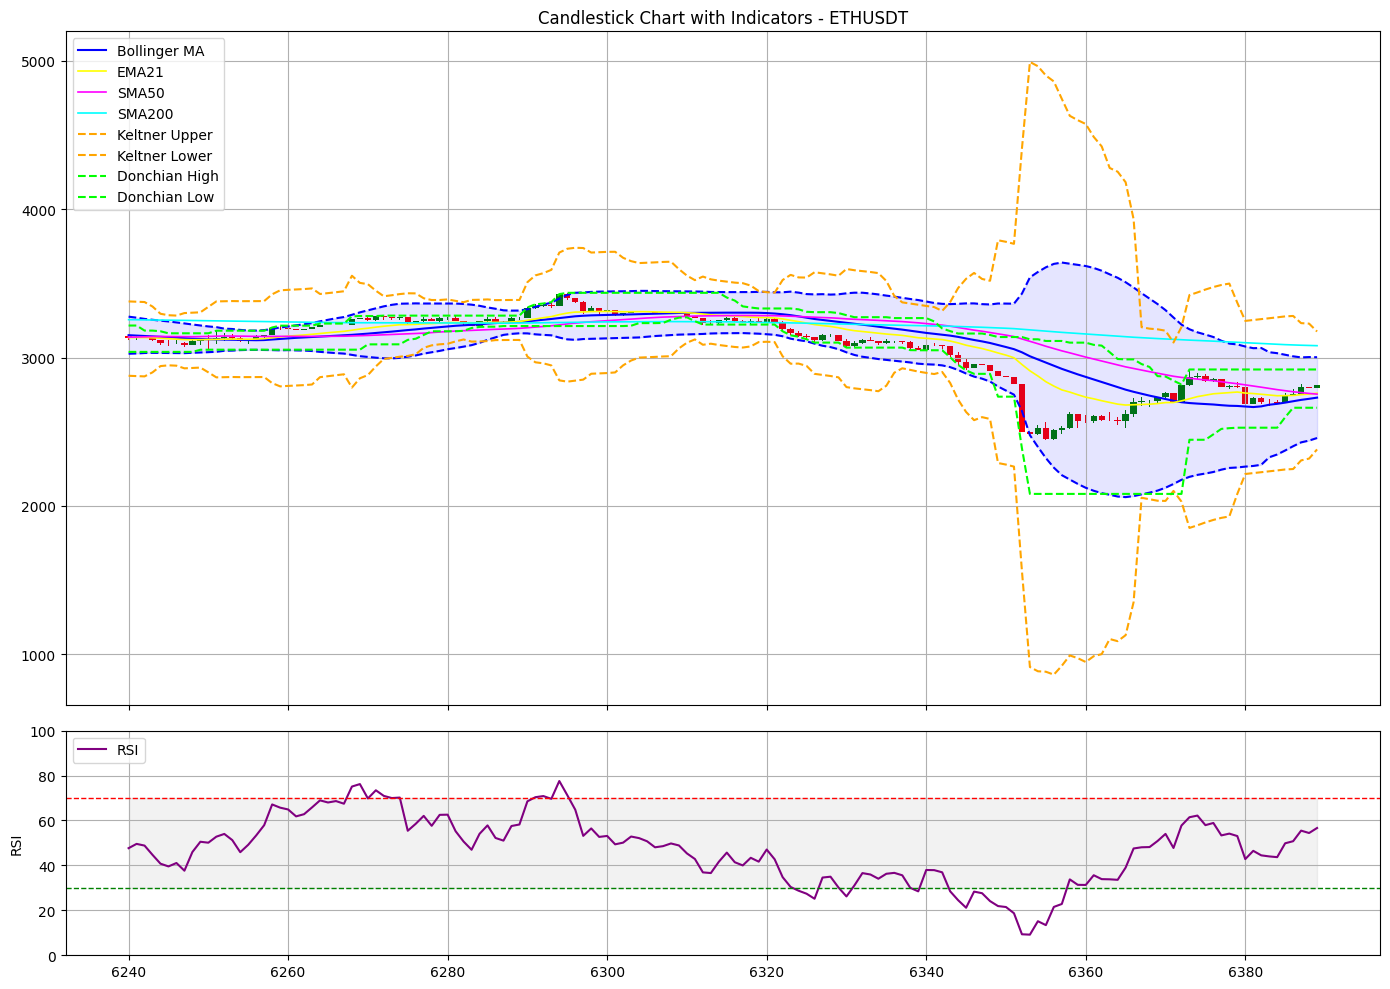 Candlestick Chart with Indicators - ETHUSDT
Bollinger MA
EMA21
SMA50
SMA200
Keltner Upper
Keltner Lower
Donchian High
Donchian Low
5000
4000
3000
2000
1000
RSI
100
80
60
40
20
0
RSI
6240 6260 6280 6300 6320 6340 6360 6380